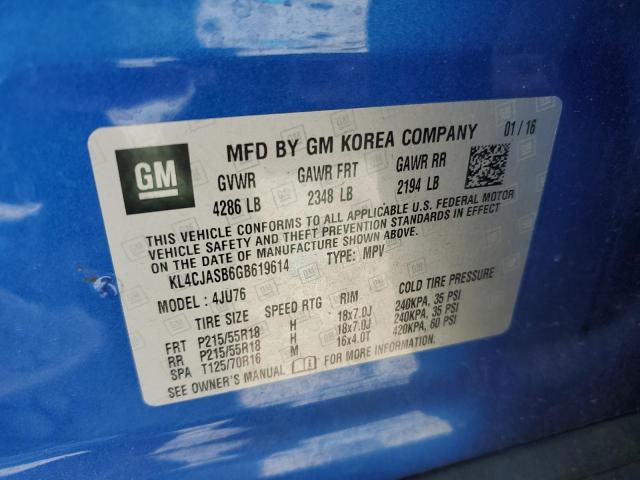 GM
MFD BY GM KOREA COMPANY 01 / 16
GVWR GAWR FRT GAWR RR
4286 LB 2348 LB 2194 LB
THIS VEHICLE CONFORMS TO ALL APPLICABLE U.S. FEDERAL MOTOR
VEHICLE SAFETY AND THEFT PREVENTION STANDARDS IN EFFECT
ON THE DATE OF MANUFACTURE SHOWN ABOVE.
KL4CJASB6GB619614 TYPE : MPV
MODEL : 4JU76
TIRE SIZE SPEED RTG RIM COLD TIRE PRESSURE
FRT P215/55R18 H 18x7.0J 240KPA, 35 PSI
RR P215/55R18 H 18x7.0J 240KPA, 35 PSI
SPA T125/70R16 M 16x4.0T 420KPA, 60 PSI
SEE OWNER'S MANUAL FOR MORE INFORMATION.